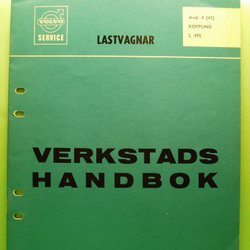 VOLVO
SERVICE
LASTVAGNAR
Avd. 4 (41)
KOPPLING
L 495
VERKSTADS
HANDBOK